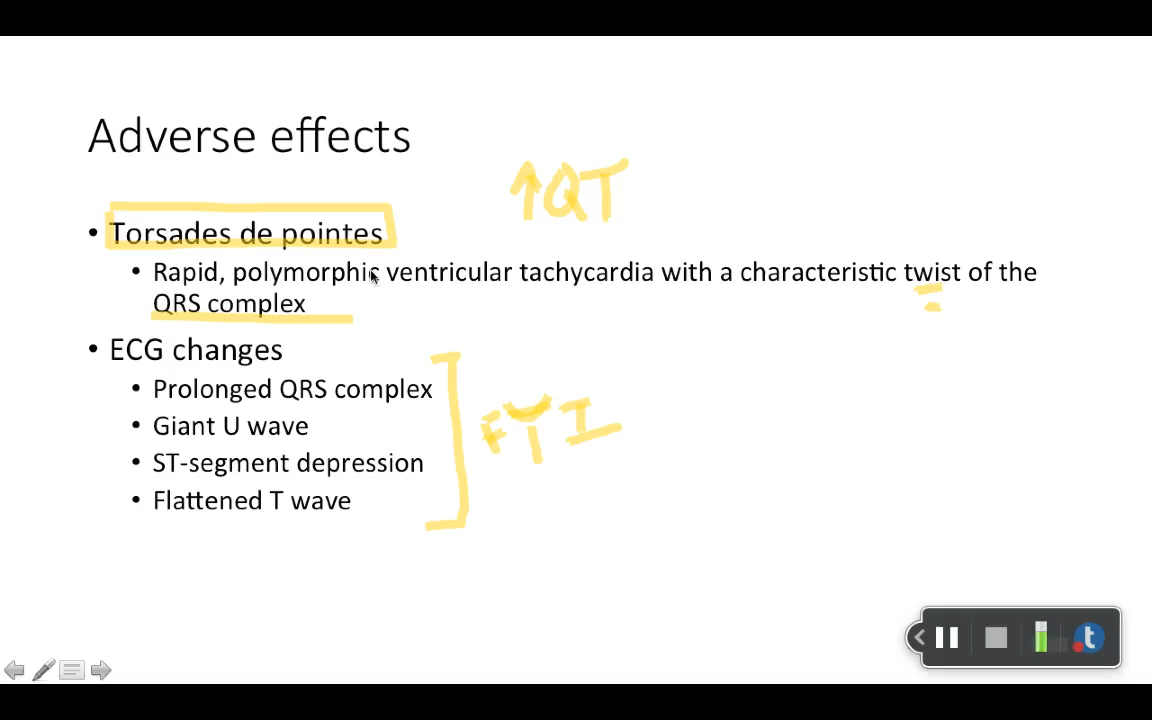 Adverse effects
↑QT
• Torsades de pointes
• Rapid, polymorphic ventricular tachycardia with a characteristic twist of the
QRS complex
• ECG changes
• Prolonged QRS complex
• Giant U wave
• ST-segment depression
• Flattened T wave
FYI
t